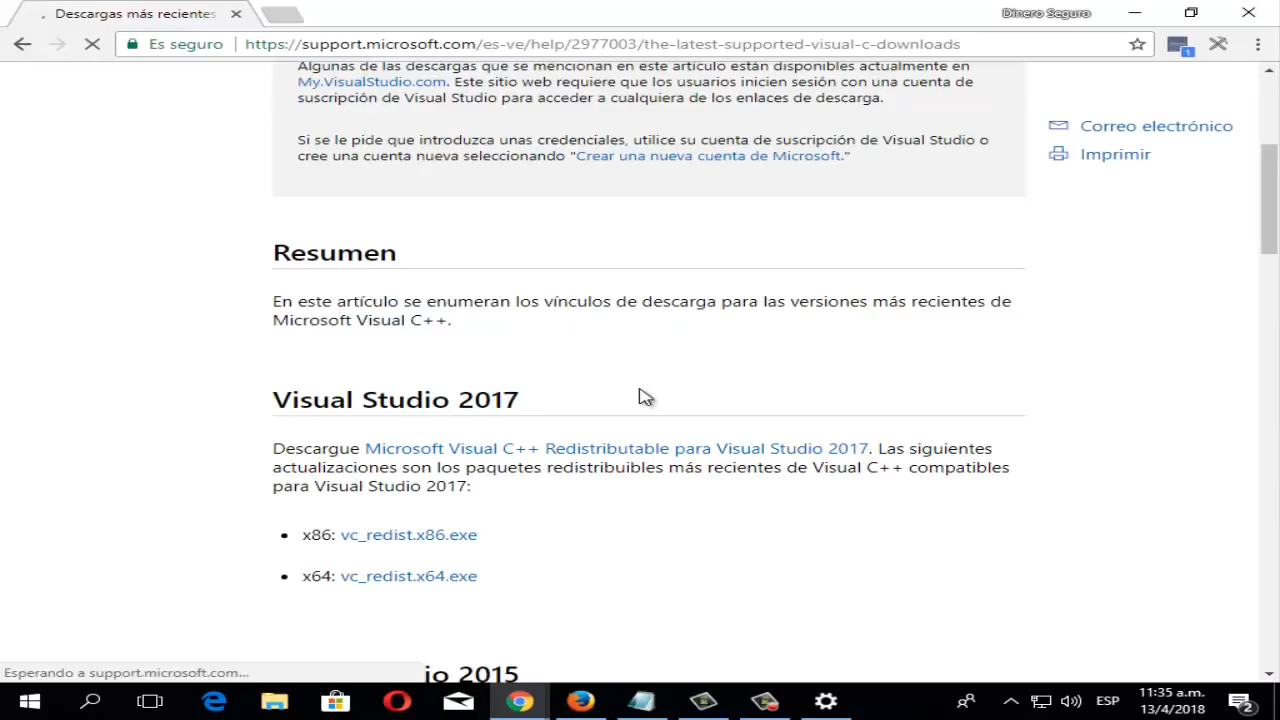 Descargas más recientes
Dinero Seguro
Es seguro
https://support.microsoft.com/es-ve/help/2977003/the-latest-supported-visual-c-downloads
1
Algunas de las descargas que se mencionan en este artículo están disponibles actualmente en
My.VisualStudio.com. Este sitio web requiere que los usuarios inicien sesión con una cuenta de
suscripción de Visual Studio para acceder a cualquiera de los enlaces de descarga.
Si se le pide que introduzca unas credenciales, utilice su cuenta de suscripción de Visual Studio o
cree una cuenta nueva seleccionando "Crear una nueva cuenta de Microsoft."
Correo electrónico
Imprimir
Resumen
En este artículo se enumeran los vínculos de descarga para las versiones más recientes de
Microsoft Visual C++.
Visual Studio 2017
Descargue Microsoft Visual C++ Redistributable para Visual Studio 2017. Las siguientes
actualizaciones son los paquetes redistribuibles más recientes de Visual C++ compatibles
para Visual Studio 2017:
• x86: vc_redist.x86.exe
• x64: vc_redist.x64.exe
io 2015
Esperando a support.microsoft.com...
ESP
11:35 a.m.
13/4/2018
2